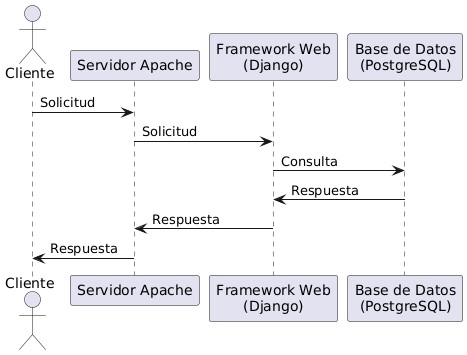 Cliente
Servidor Apache
Framework Web
(Django)
Base de Datos
(PostgreSQL)
Solicitud
Solicitud
Consulta
Respuesta
Respuesta
Respuesta
Cliente
Servidor Apache
Framework Web
(Django)
Base de Datos
(PostgreSQL)